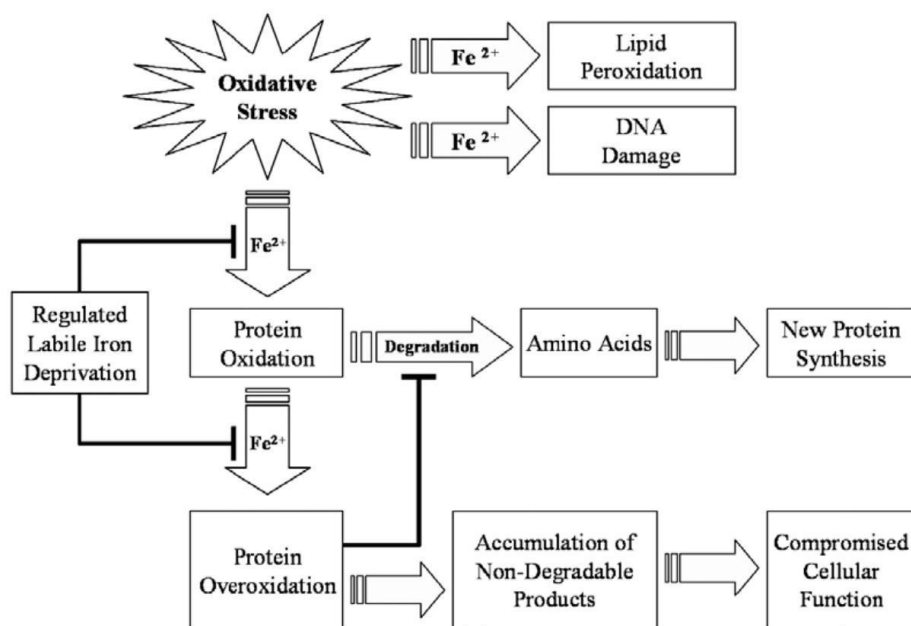 Oxidative
Stress
Fe 2+
Lipid
Peroxidation
Fe 2+
DNA
Damage
Fe2+
Regulated
Labile Iron
Deprivation
Protein
Oxidation
Degradation
Amino Acids
New Protein
Synthesis
Fe2+
Protein
Overoxidation
Accumulation of
Non-Degradable
Products
Compromised
Cellular
Function